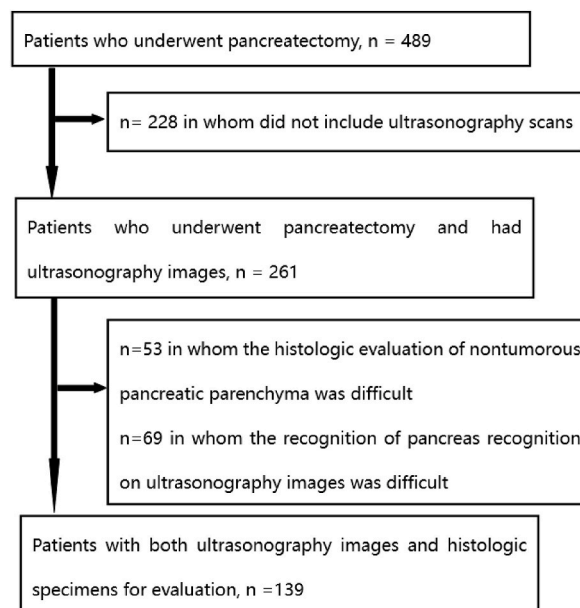 Patients who underwent pancreatectomy, n = 489
n= 228 in whom did not include ultrasonography scans
Patients who underwent pancreatectomy and had
ultrasonography images, n = 261
n=53 in whom the histologic evaluation of nontumorous
pancreatic parenchyma was difficult
n=69 in whom the recognition of pancreas recognition
on ultrasonography images was difficult
Patients with both ultrasonography images and histologic
specimens for evaluation, n =139